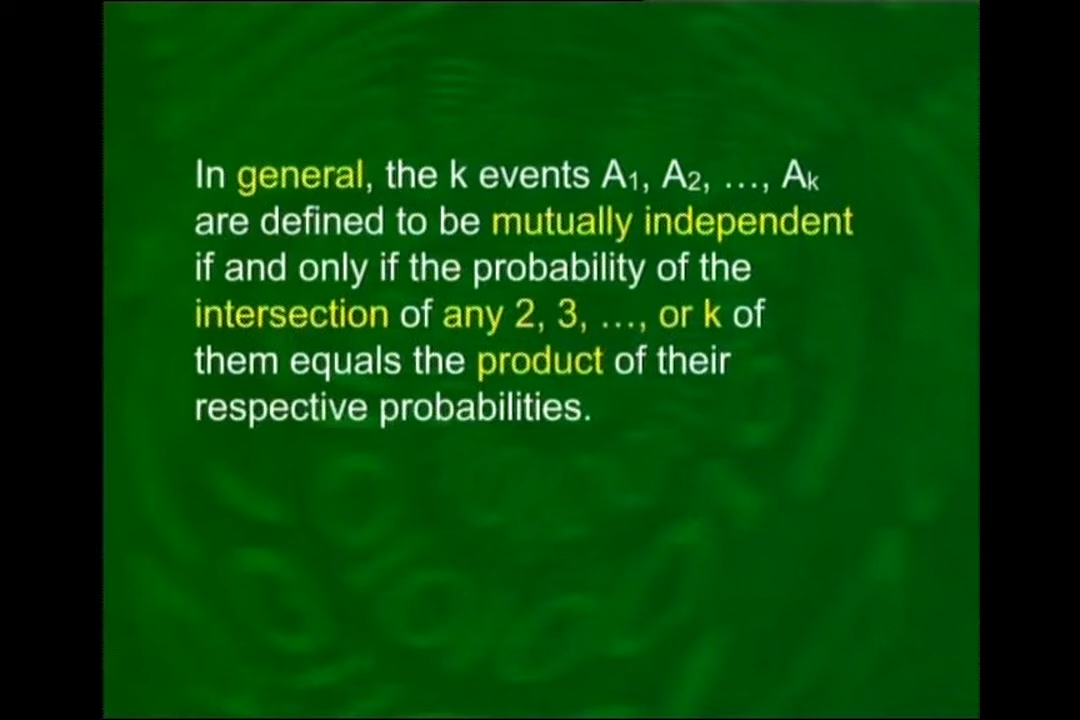 In general, the k events A₁, A₂, …, Aₖ
are defined to be mutually independent
if and only if the probability of the
intersection of any 2, 3, …, or k of
them equals the product of their
respective probabilities.